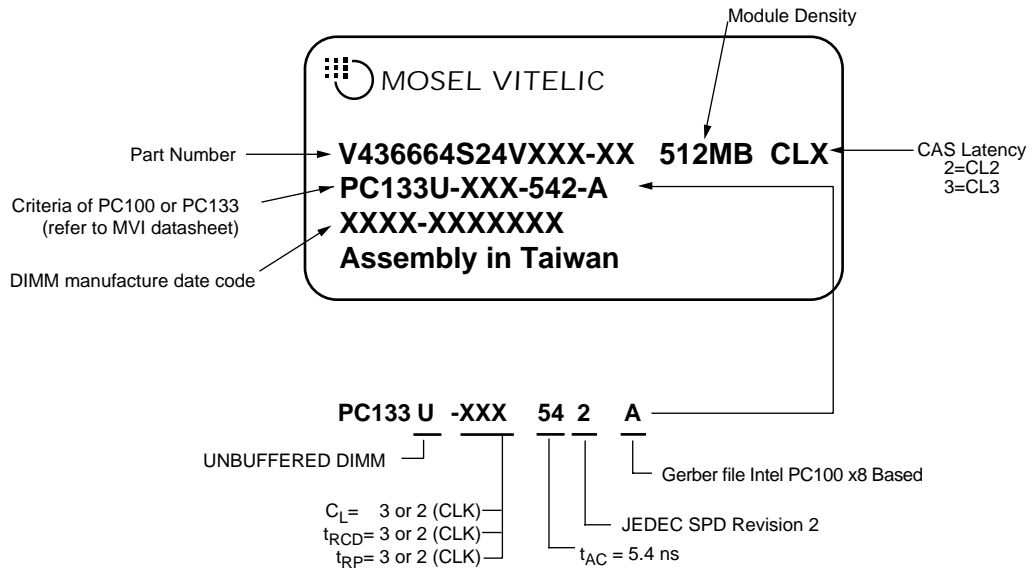 Module Density
MOSEL VITELIC
Part Number
V436664S24VXXX-XX 512MB CLX
CAS Latency
2=CL2
3=CL3
Criteria of PC100 or PC133
(refer to MVI datasheet)
PC133U-XXX-542-A
XXXX-XXXXXXX
DIMM manufacture date code
Assembly in Taiwan
PC133 U -XXX 54 2 A
UNBUFFERED DIMM
Gerber file Intel PC100 x8 Based
CL= 3 or 2 (CLK)
tRCD= 3 or 2 (CLK)
tRP= 3 or 2 (CLK)
JEDEC SPD Revision 2
tAC = 5.4 ns